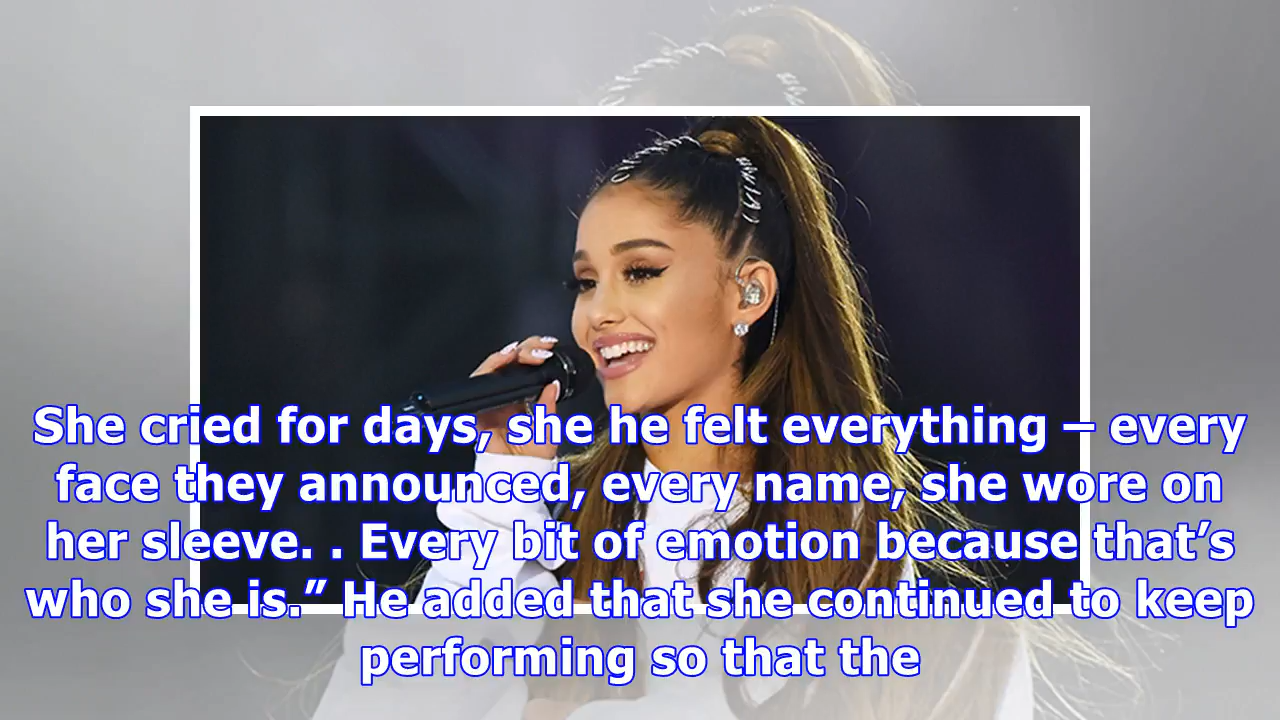 She cried for days, she he felt everything – every
face they announced, every name, she wore on
her sleeve. . Every bit of emotion because that’s
who she is.” He added that she continued to keep
performing so that the